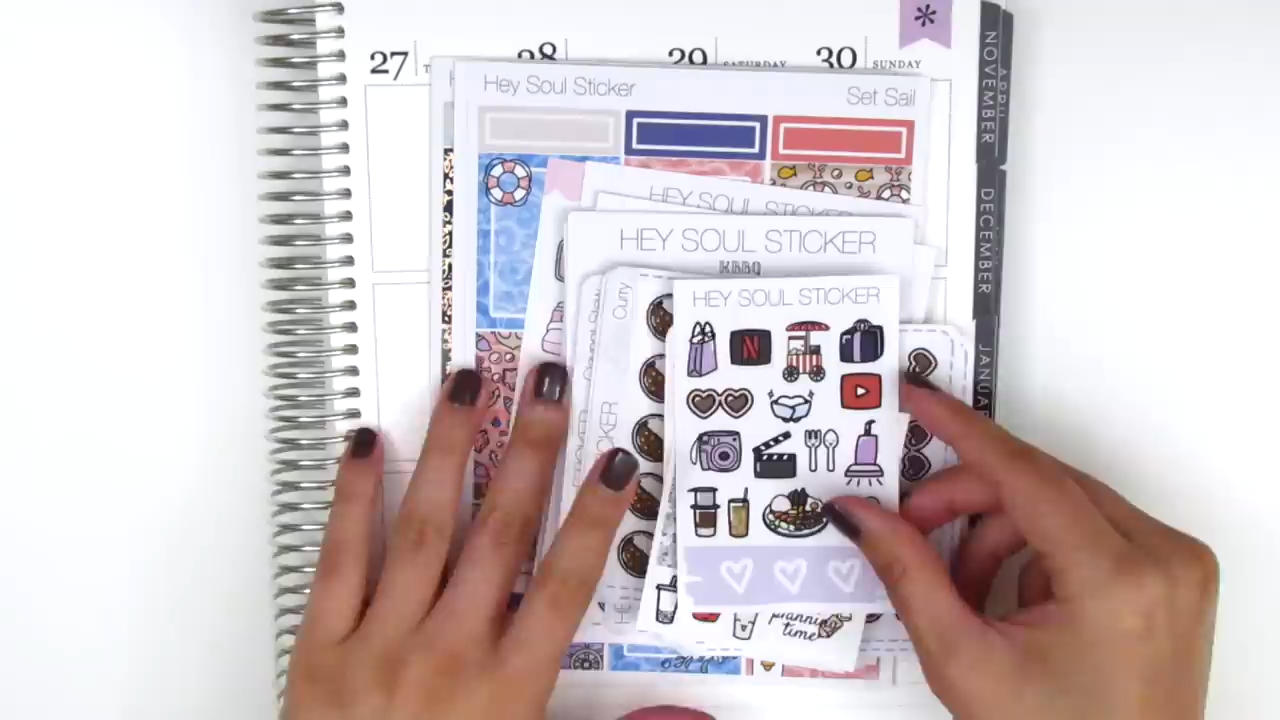 27
28
29 SATURDAY
30 SUNDAY
*
NOVEMBER
APRIL
DECEMBER
Hey Soul Sticker
Set Sail
HEY SOUL STICKER
HEY SOUL STICKER
KBBQ
Curry
HEY SOUL STICKER
N
planning
time